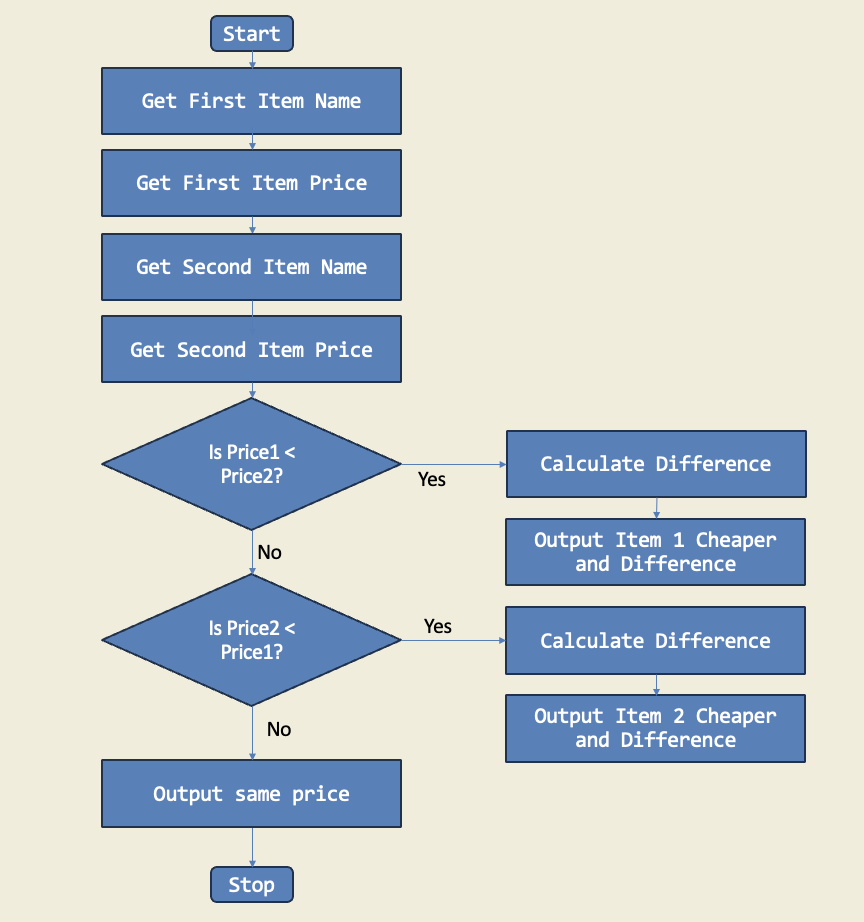 Start
Get First Item Name
Get First Item Price
Get Second Item Name
Get Second Item Price
Is Price1 <
Price2?
Yes
Calculate Difference
Output Item 1 Cheaper
and Difference
No
Is Price2 <
Price1?
Yes
Calculate Difference
Output Item 2 Cheaper
and Difference
No
Output same price
Stop